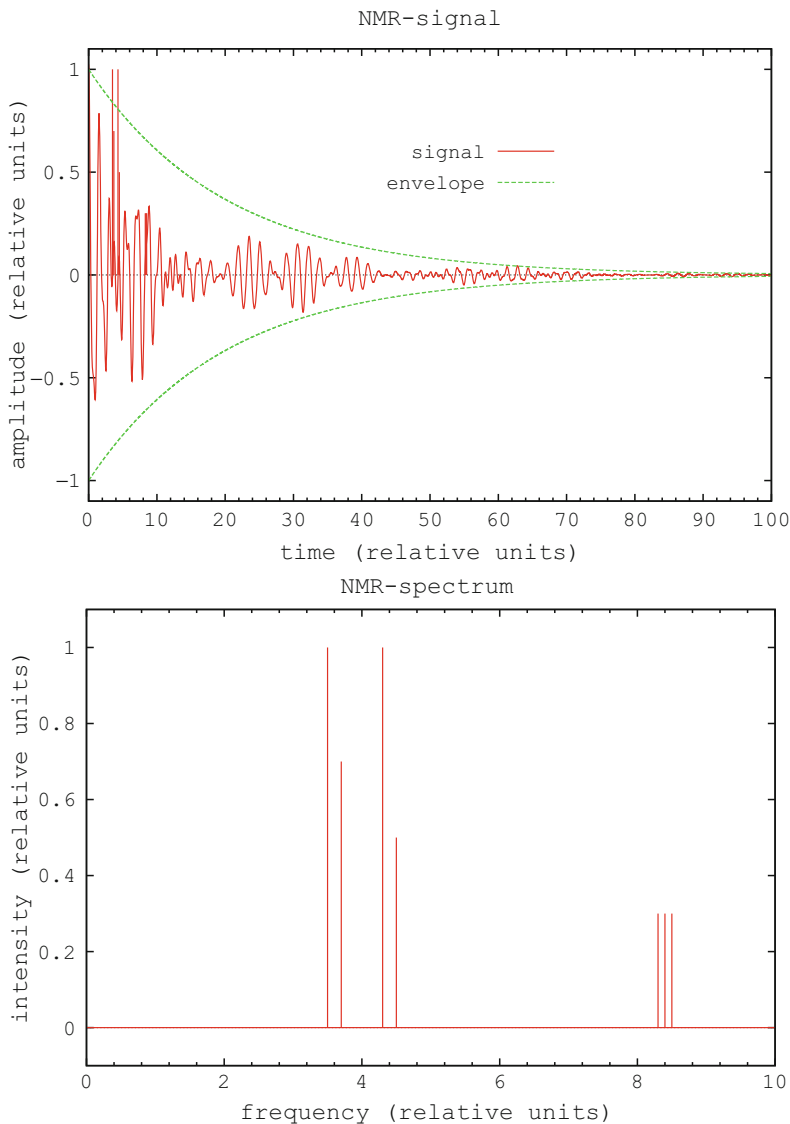 NMR-signal
amplitude (relative units)
1
0.5
0
−0.5
−1
signal
envelope
0 10 20 30 40 50 60 70 80 90 100
time (relative units)
NMR-spectrum
intensity (relative units)
1
0.8
0.6
0.4
0.2
0
0 2 4 6 8 10
frequency (relative units)